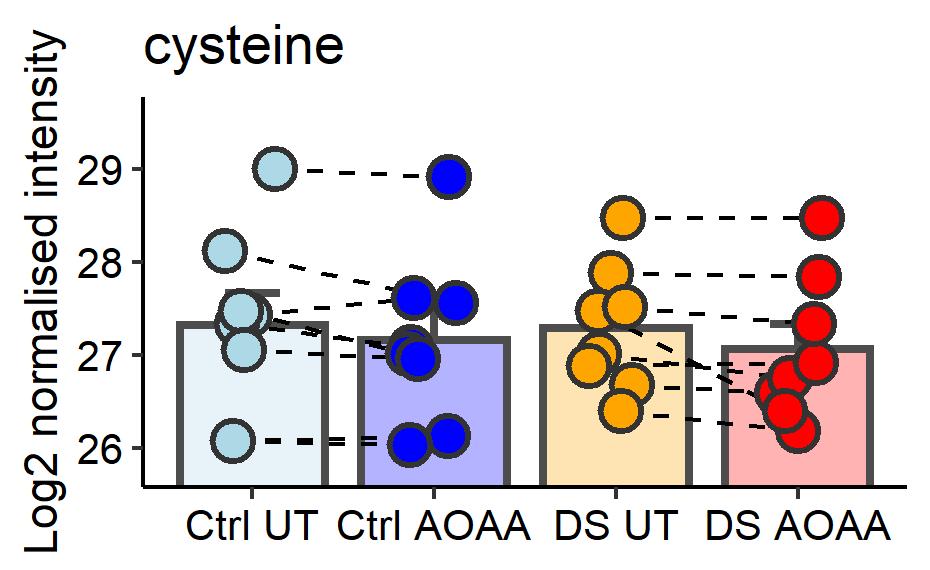 cysteine
Log2 normalised intensity
29
28
27
26
Ctrl UT
Ctrl AOAA
DS UT
DS AOAA